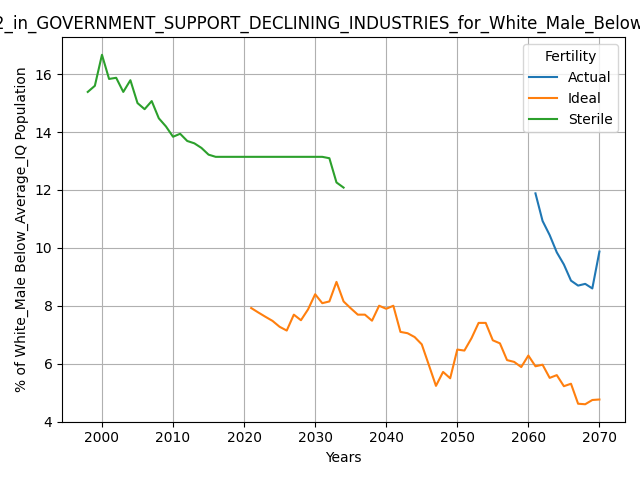 2_in_GOVERNMENT_SUPPORT_DECLINING_INDUSTRIES_for_White_Male_Below
% of White_Male Below_Average_IQ Population
16
14
12
10
8
6
4
Fertility
Actual
Ideal
Sterile
2000 2010 2020 2030 2040 2050 2060 2070
Years